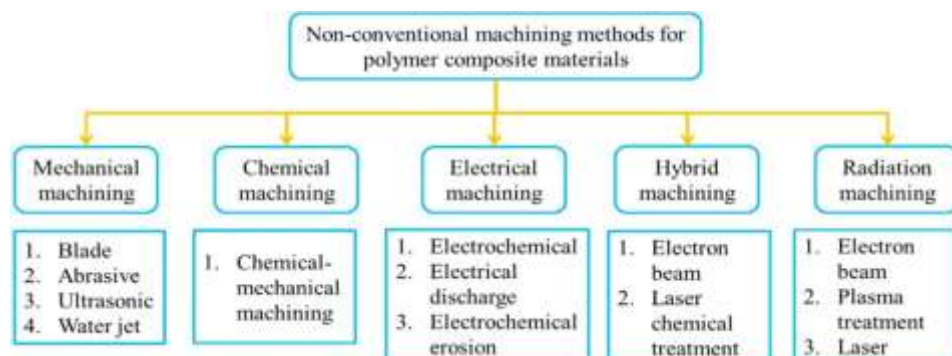 Non-conventional machining methods for
polymer composite materials
Mechanical
machining
Chemical
machining
Electrical
machining
Hybrid
machining
Radiation
machining
1. Blade
2. Abrasive
3. Ultrasonic
4. Water jet
1. Chemical-
mechanical
machining
1. Electrochemical
2. Electrical
discharge
3. Electrochemical
erosion
1. Electron
beam
2. Laser
chemical
treatment
1. Electron
beam
2. Plasma
treatment
3. Laser